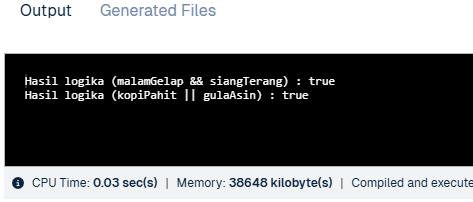 Output Generated Files
Hasil logika (malamGelap && siangTerang) : true
Hasil logika (kopiPahit || gulaAsin) : true
CPU Time: 0.03 sec(s) | Memory: 38648 kilobyte(s) | Compiled and execute